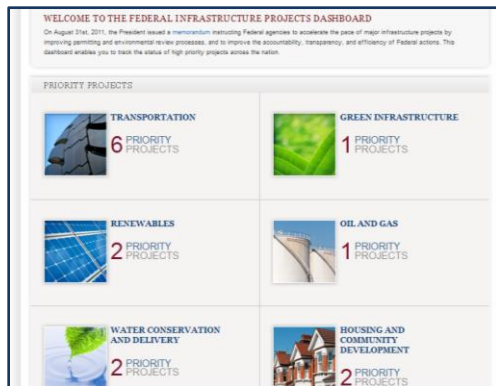 WELCOME TO THE FEDERAL INFRASTRUCTURE PROJECTS DASHBOARD
On August 31st, 2011, the President issued a memorandum instructing Federal agencies to accelerate the pace of major infrastructure projects by
improving permitting and environmental review processes, and to improve the accountability, transparency, and efficiency of Federal actions. This
dashboard enables you to track the status of high priority projects across the nation.
PRIORITY PROJECTS
TRANSPORTATION
6 PRIORITY
PROJECTS
GREEN INFRASTRUCTURE
1 PRIORITY
PROJECTS
RENEWABLES
2 PRIORITY
PROJECTS
OIL AND GAS
1 PRIORITY
PROJECTS
WATER CONSERVATION
AND DELIVERY
2 PRIORITY
PROJECTS
HOUSING AND
COMMUNITY
DEVELOPMENT
2 PRIORITY
PROJECTS